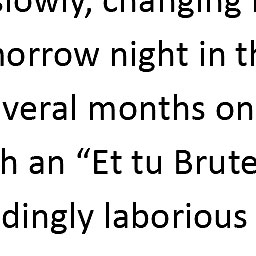 slowly, changing
morrow night in th
veral months on
h an “Et tu Brute
dingly laborious